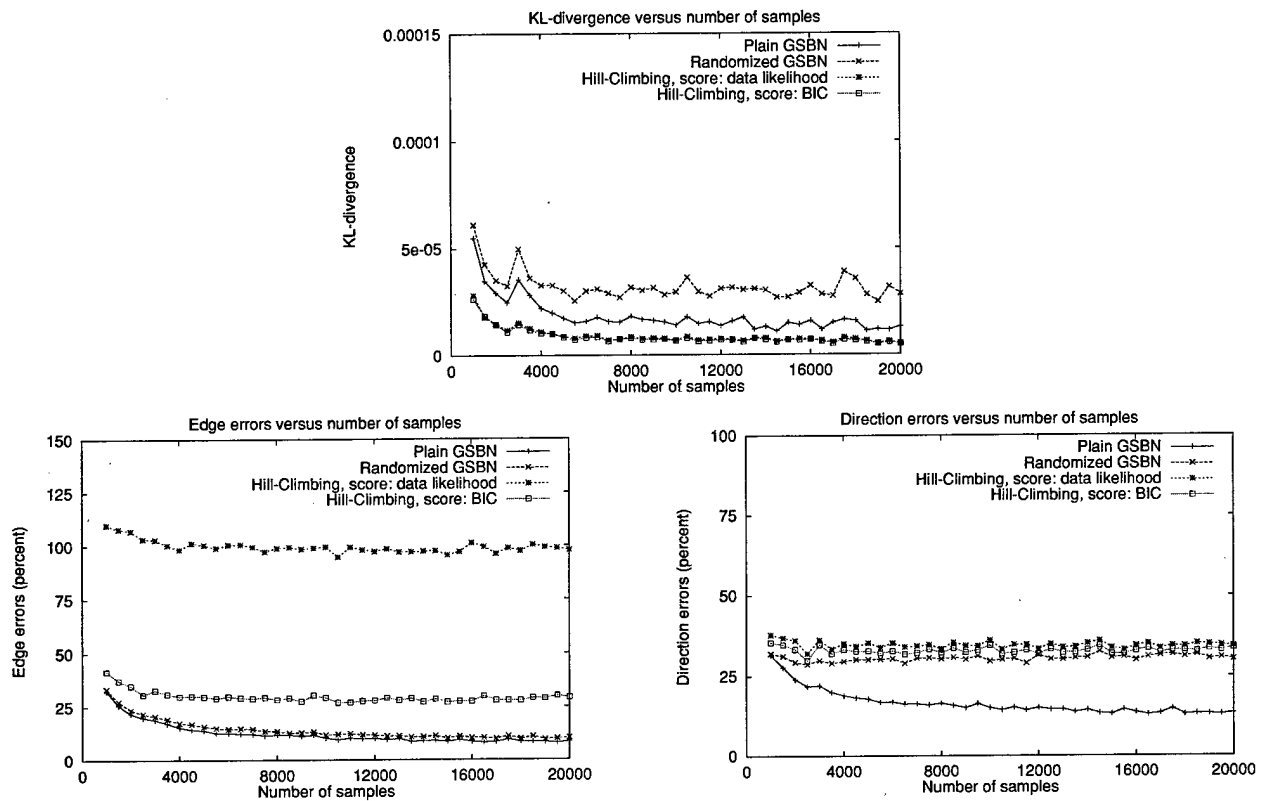 KL-divergence versus number of samples
0.00015
0.0001
5e-05
0
KL-divergence
Plain GSBN
Randomized GSBN
Hill-Climbing, score: data likelihood
Hill-Climbing, score: BIC
0
4000
8000
12000
16000
20000
Number of samples
Edge errors versus number of samples
150
125
100
75
50
25
0
Edge errors (percent)
Plain GSBN
Randomized GSBN
Hill-Climbing, score: data likelihood
Hill-Climbing, score: BIC
0
4000
8000
12000
16000
20000
Number of samples
Direction errors versus number of samples
100
75
50
25
0
Direction errors (percent)
Plain GSBN
Randomized GSBN
Hill-Climbing, score: data likelihood
Hill-Climbing, score: BIC
0
4000
8000
12000
16000
20000
Number of samples